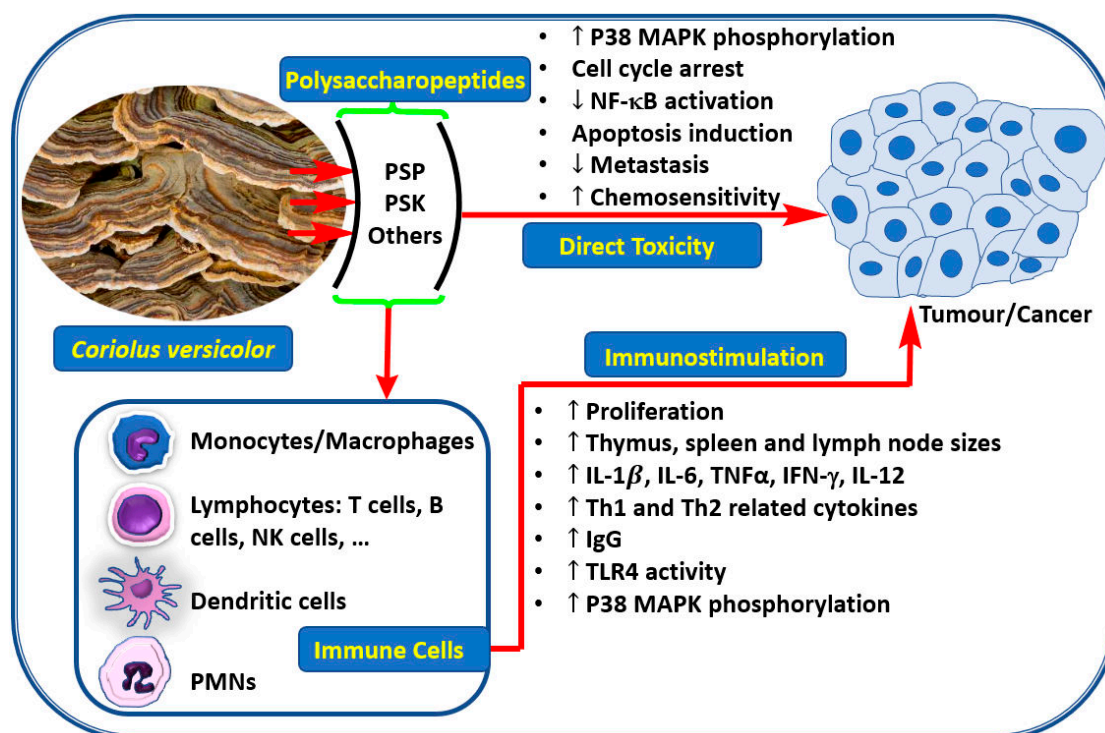 Polysaccharopeptides
PSP
PSK
Others
Coriolus versicolor
• ↑ P38 MAPK phosphorylation
• Cell cycle arrest
• ↓ NF-κB activation
• Apoptosis induction
• ↓ Metastasis
• ↑ Chemosensitivity
Direct Toxicity
Tumour/Cancer
Immunostimulation
• ↑ Proliferation
• ↑ Thymus, spleen and lymph node sizes
• ↑ IL-1β, IL-6, TNFα, IFN-γ, IL-12
• ↑ Th1 and Th2 related cytokines
• ↑ IgG
• ↑ TLR4 activity
• ↑ P38 MAPK phosphorylation
Monocytes/Macrophages
Lymphocytes: T cells, B
cells, NK cells, ...
Dendritic cells
PMNs
Immune Cells